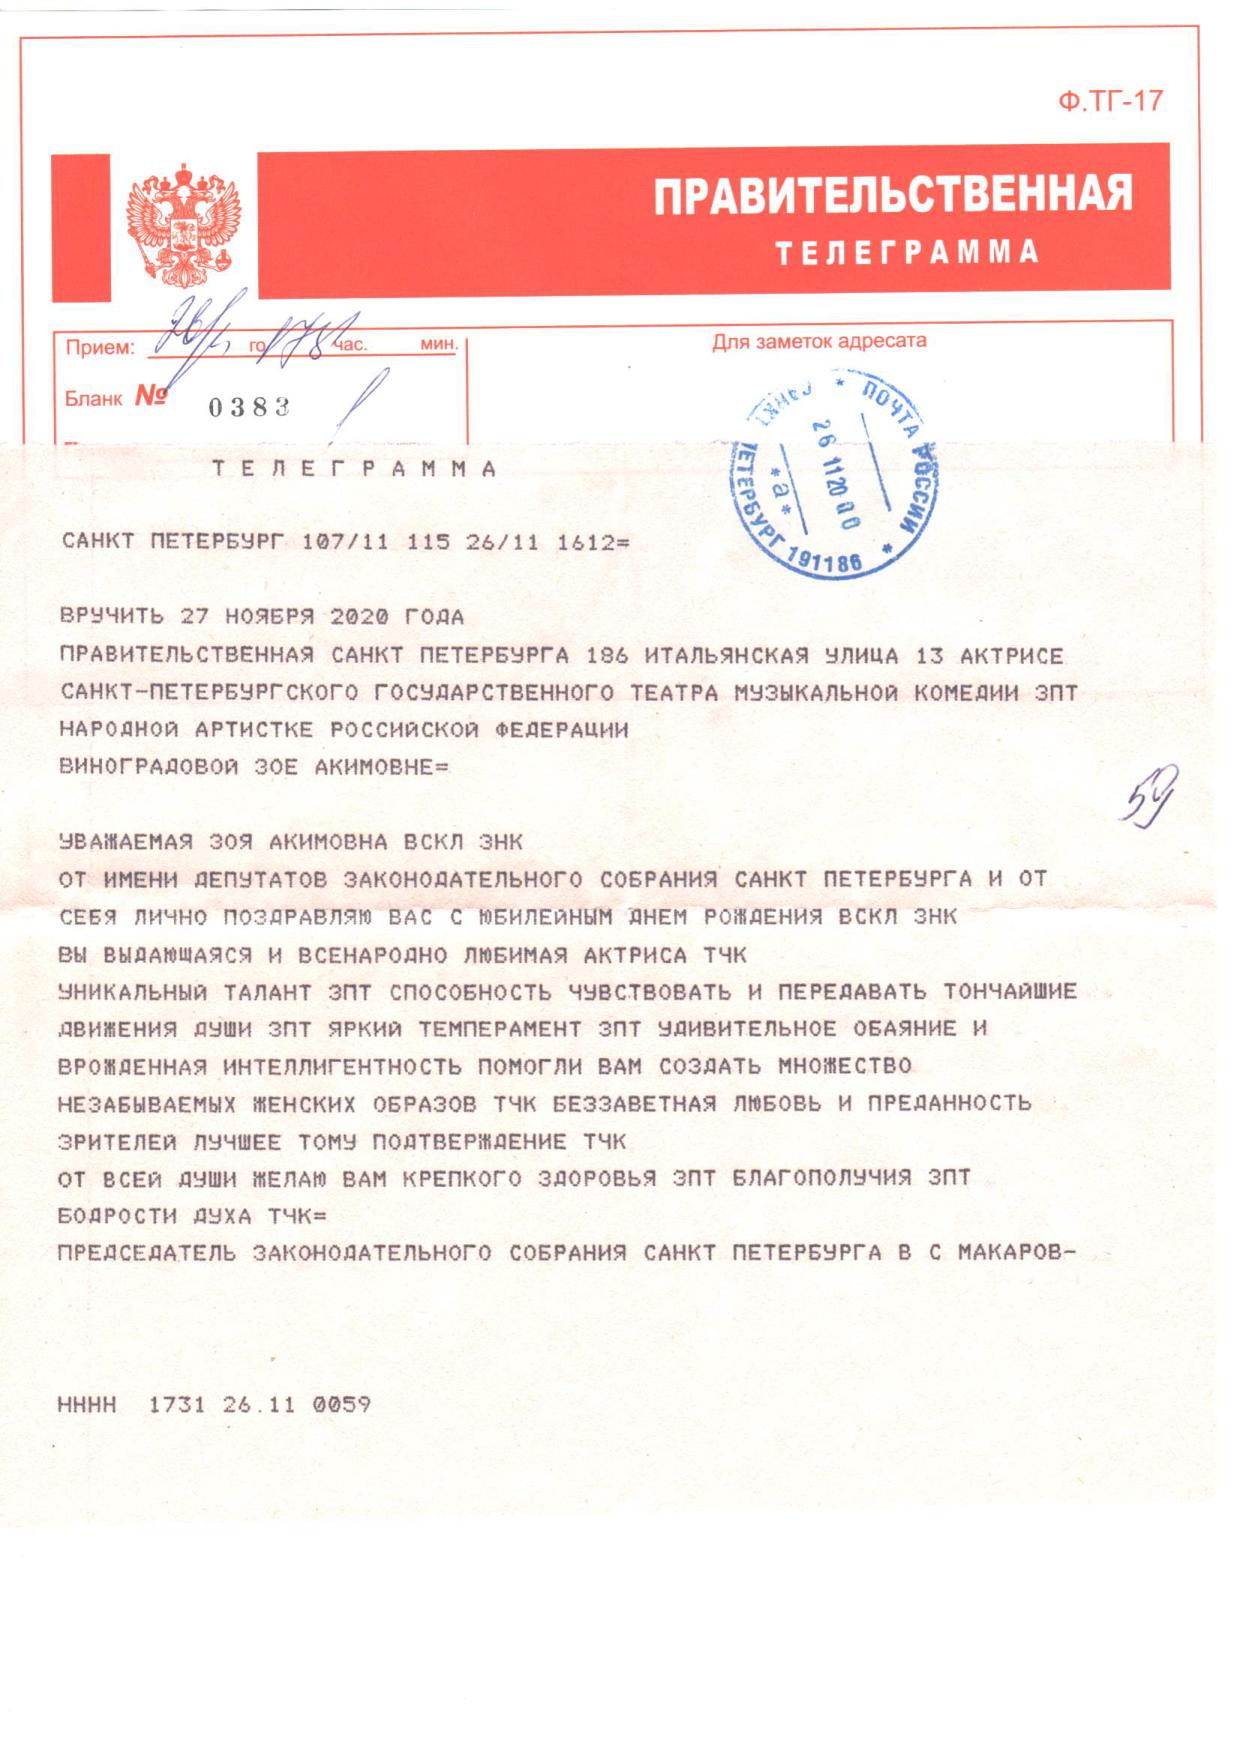 Ф.ТГ-17
ПРАВИТЕЛЬСТВЕННАЯ
ТЕЛЕГРАММА
Прием: го час. мин.
Для заметок адресата
Бланк № 0383
САНКТ ПЕТЕРБУРГ 191186 * ПОЧТА РОССИИ *
26 11 20 00
*а*
ТЕЛЕГРАММА
САНКТ ПЕТЕРБУРГ 107/11 115 26/11 1612=
ВРУЧИТЬ 27 НОЯБРЯ 2020 ГОДА
ПРАВИТЕЛЬСТВЕННАЯ САНКТ ПЕТЕРБУРГА 186 ИТАЛЬЯНСКАЯ УЛИЦА 13 АКТРИСЕ
САНКТ-ПЕТЕРБУРГСКОГО ГОСУДАРСТВЕННОГО ТЕАТРА МУЗЫКАЛЬНОЙ КОМЕДИИ ЗПТ
НАРОДНОЙ АРТИСТКЕ РОССИЙСКОЙ ФЕДЕРАЦИИ
ВИНОГРАДОВОЙ ЗОЕ АКИМОВНЕ=
59
УВАЖАЕМАЯ ЗОЯ АКИМОВНА ВСКЛ ЗНК
ОТ ИМЕНИ ДЕПУТАТОВ ЗАКОНОДАТЕЛЬНОГО СОБРАНИЯ САНКТ ПЕТЕРБУРГА И ОТ
СЕБЯ ЛИЧНО ПОЗДРАВЛЯЮ ВАС С ЮБИЛЕЙНЫМ ДНЕМ РОЖДЕНИЯ ВСКЛ ЗНК
ВЫ ВЫДАЮЩАЯСЯ И ВСЕНАРОДНО ЛЮБИМАЯ АКТРИСА ТЧК
УНИКАЛЬНЫЙ ТАЛАНТ ЗПТ СПОСОБНОСТЬ ЧУВСТВОВАТЬ И ПЕРЕДАВАТЬ ТОНЧАЙШИЕ
ДВИЖЕНИЯ ДУШИ ЗПТ ЯРКИЙ ТЕМПЕРАМЕНТ ЗПТ УДИВИТЕЛЬНОЕ ОБАЯНИЕ И
ВРОЖДЕННАЯ ИНТЕЛЛИГЕНТНОСТЬ ПОМОГЛИ ВАМ СОЗДАТЬ МНОЖЕСТВО
НЕЗАБЫВАЕМЫХ ЖЕНСКИХ ОБРАЗОВ ТЧК БЕЗЗАВЕТНАЯ ЛЮБОВЬ И ПРЕДАННОСТЬ
ЗРИТЕЛЕЙ ЛУЧШЕЕ ТОМУ ПОДТВЕРЖДЕНИЕ ТЧК
ОТ ВСЕЙ ДУШИ ЖЕЛАЮ ВАМ КРЕПКОГО ЗДОРОВЬЯ ЗПТ БЛАГОПОЛУЧИЯ ЗПТ
БОДРОСТИ ДУХА ТЧК=
ПРЕДСЕДАТЕЛЬ ЗАКОНОДАТЕЛЬНОГО СОБРАНИЯ САНКТ ПЕТЕРБУРГА В С МАКАРОВ-
НННН 1731 26.11 0059